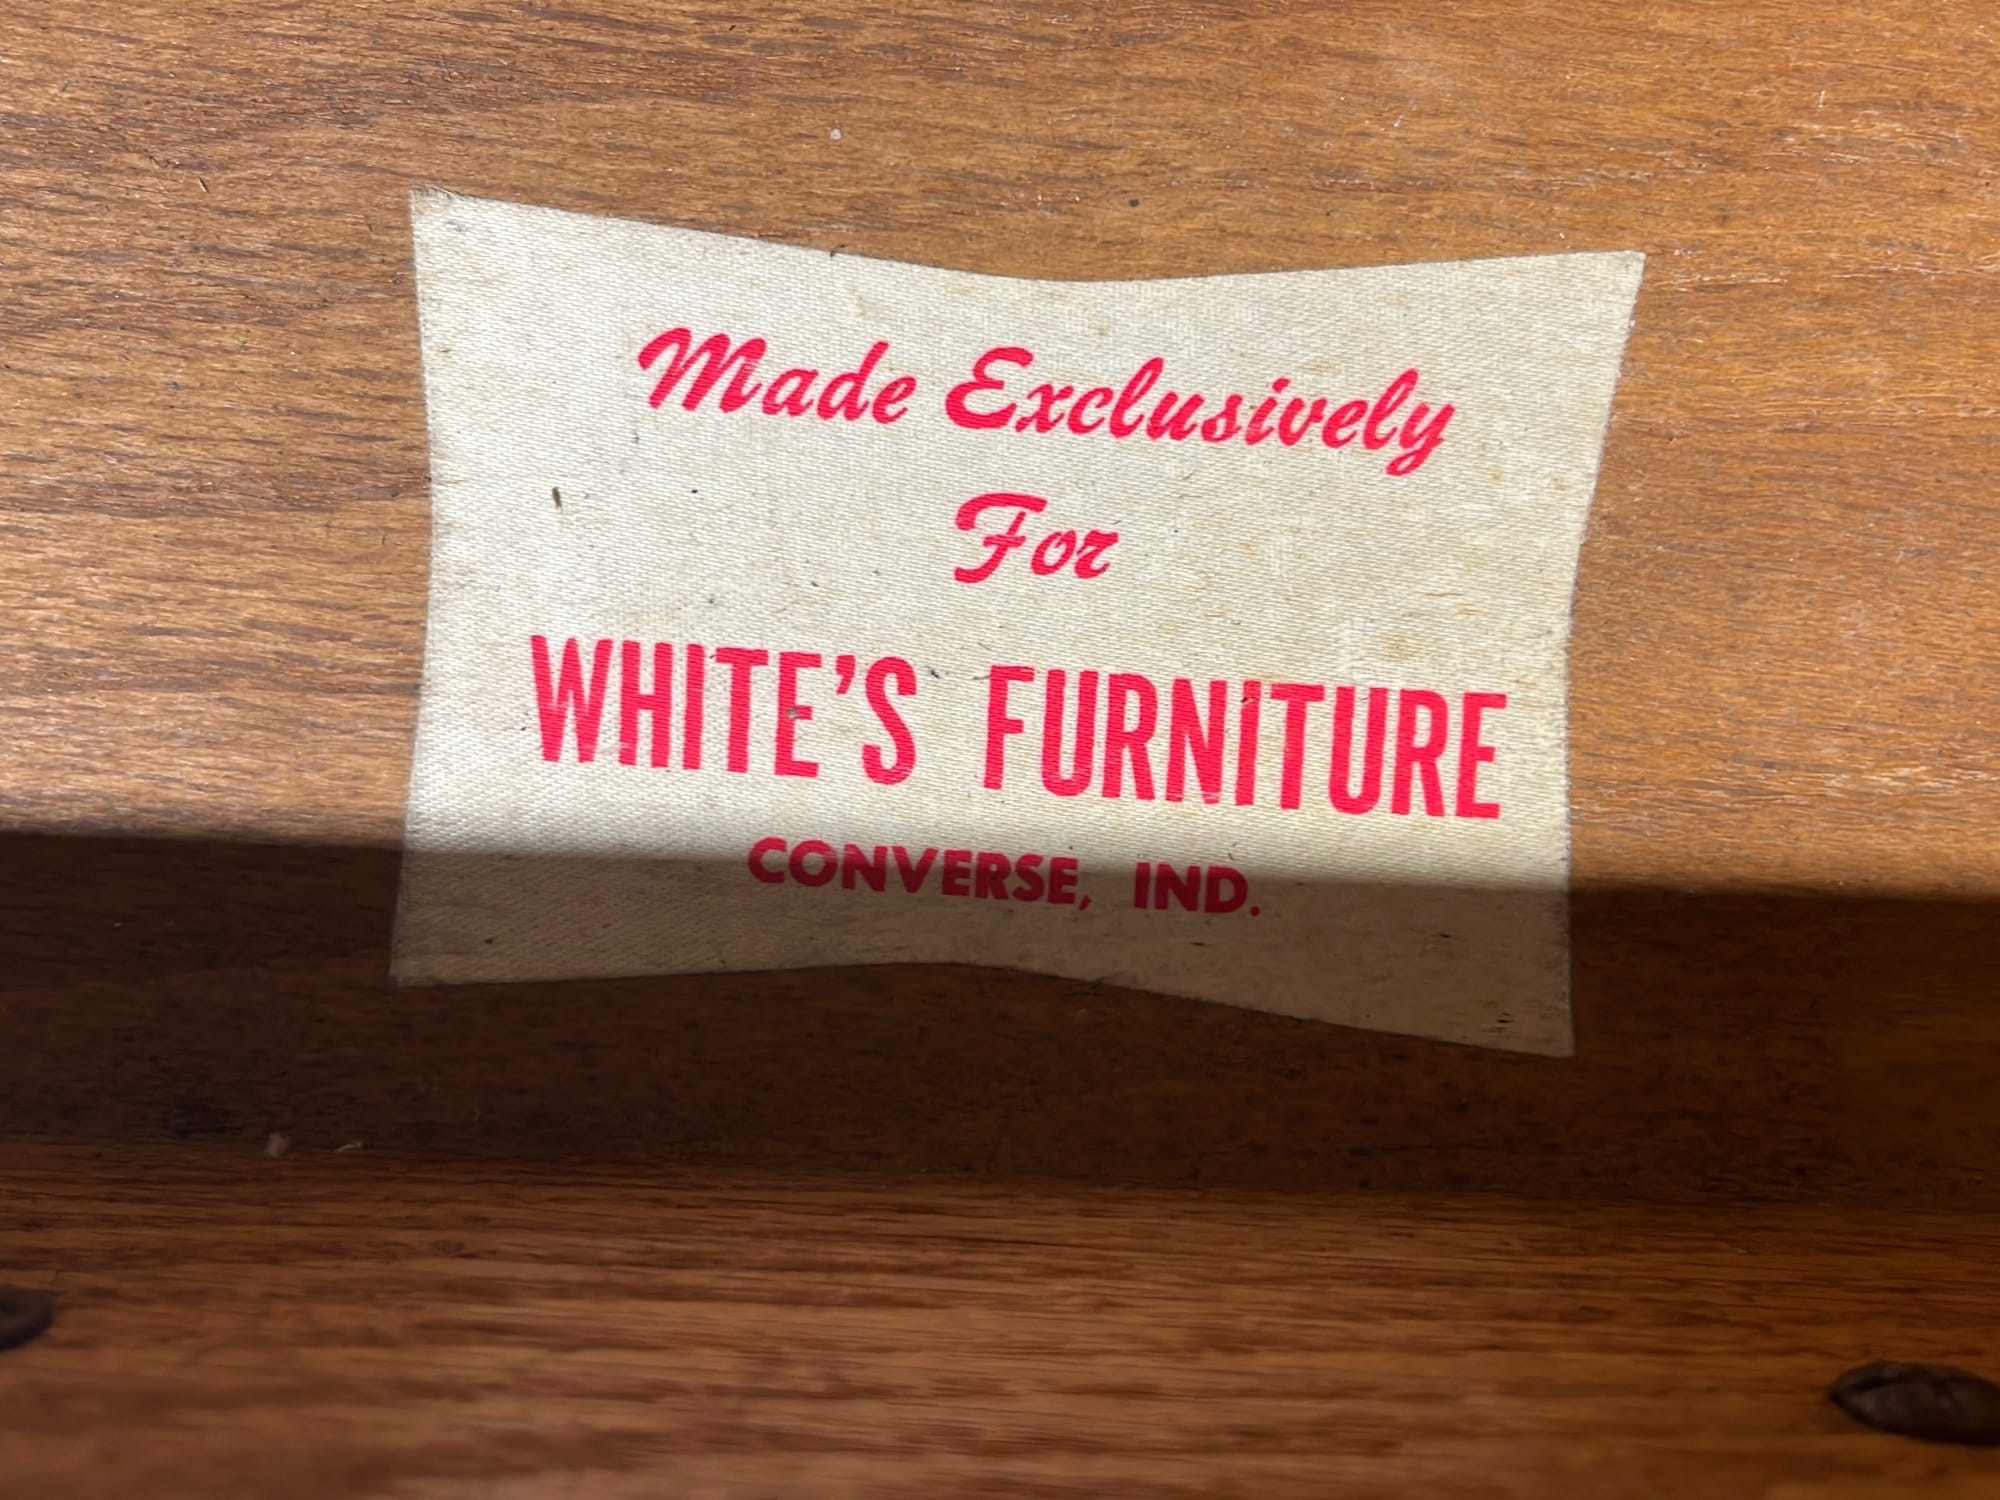 Made Exclusively
For
WHITE'S FURNITURE
CONVERSE, IND.